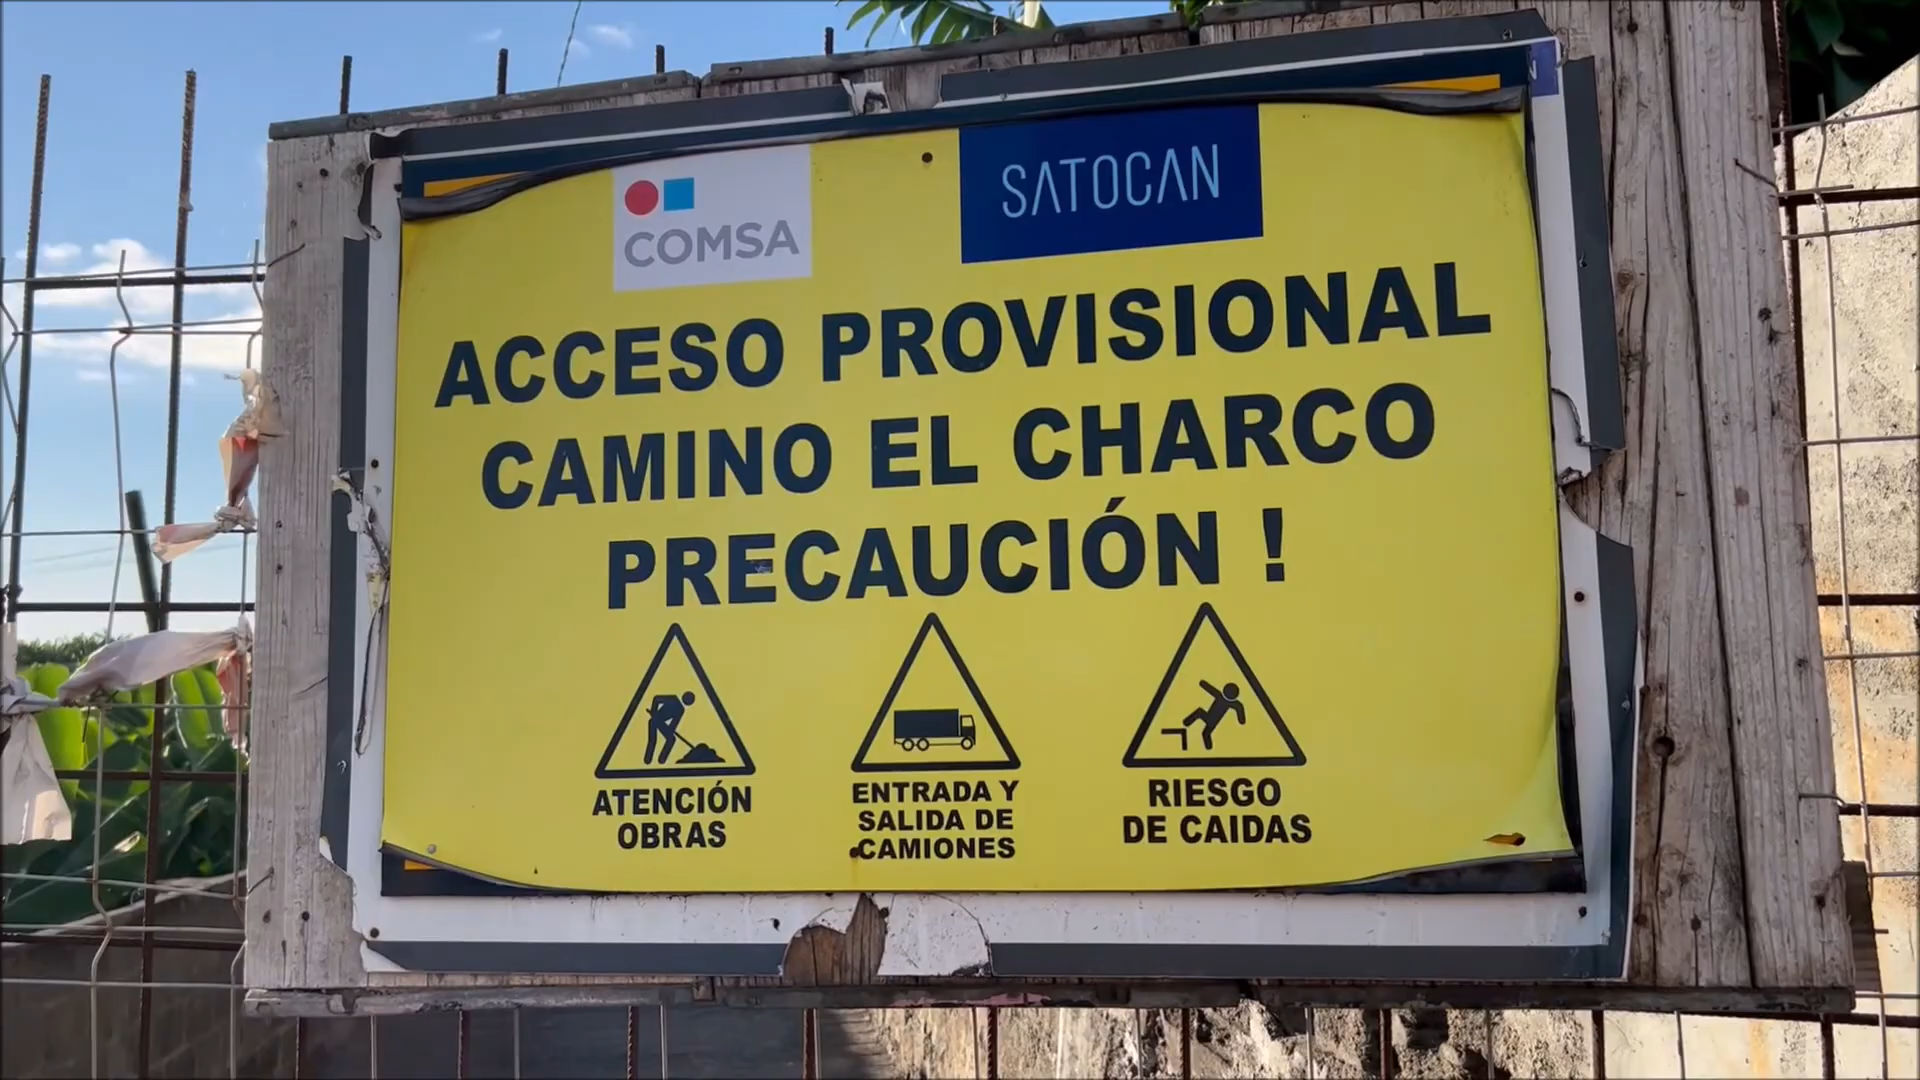 COMSA
SATOCAN
ACCESO PROVISIONAL
CAMINO EL CHARCO
PRECAUCIÓN !
ATENCIÓN
OBRAS
ENTRADA Y
SALIDA DE
CAMIONES
RIESGO
DE CAIDAS